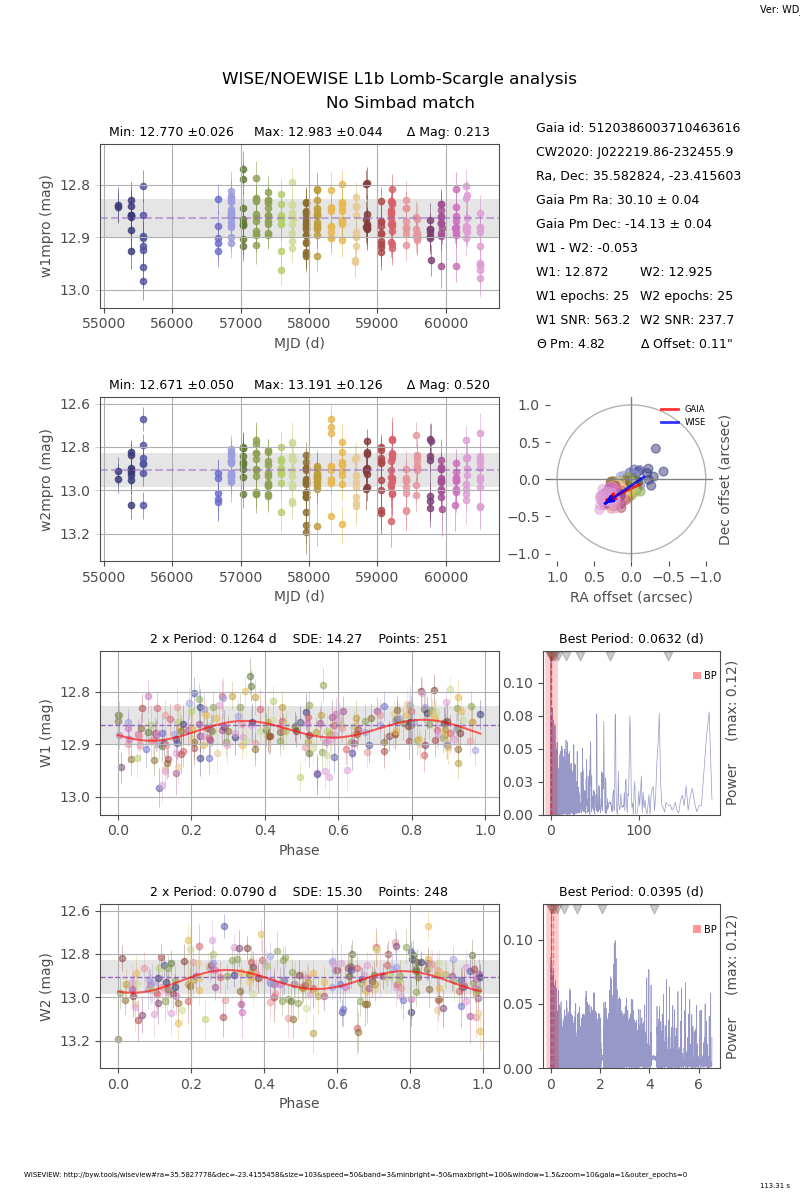 Ver: WD
WISE/NOEWISE L1b Lomb-Scargle analysis
No Simbad match
Min: 12.770 ±0.026 Max: 12.983 ±0.044 Δ Mag: 0.213
12.8
12.9
13.0
w1mpro (mag)
55000 56000 57000 58000 59000 60000
MJD (d)
Gaia id: 5120386003710463616
CW2020: J022219.86-232455.9
Ra, Dec: 35.582824, -23.415603
Gaia Pm Ra: 30.10 ± 0.04
Gaia Pm Dec: -14.13 ± 0.04
W1 - W2: -0.053
W1: 12.872 W2: 12.925
W1 epochs: 25 W2 epochs: 25
W1 SNR: 563.2 W2 SNR: 237.7
Θ Pm: 4.82 Δ Offset: 0.11"
Min: 12.671 ±0.050 Max: 13.191 ±0.126 Δ Mag: 0.520
12.6
12.8
13.0
13.2
w2mpro (mag)
55000 56000 57000 58000 59000 60000
MJD (d)
GAIA
WISE
1.0
0.5
0.0
−0.5
−1.0
Dec offset (arcsec)
1.0 0.5 0.0 −0.5 −1.0
RA offset (arcsec)
2 x Period: 0.1264 d SDE: 14.27 Points: 251
12.8
12.9
13.0
W1 (mag)
0.0 0.2 0.4 0.6 0.8 1.0
Phase
Best Period: 0.0632 (d)
BP
0.10
0.08
0.05
0.03
0.00
Power (max: 0.12)
0 100
2 x Period: 0.0790 d SDE: 15.30 Points: 248
12.6
12.8
13.0
13.2
W2 (mag)
0.0 0.2 0.4 0.6 0.8 1.0
Phase
Best Period: 0.0395 (d)
BP
0.10
0.05
0.00
Power (max: 0.12)
0 2 4 6
WISEVIEW: http://byw.tools/wiseview#ra=35.5827778&dec=-23.4155458&size=103&speed=50&band=3&minbright=-50&maxbright=100&window=1.5&zoom=10&gaia=1&outer_epochs=0
113.31 s